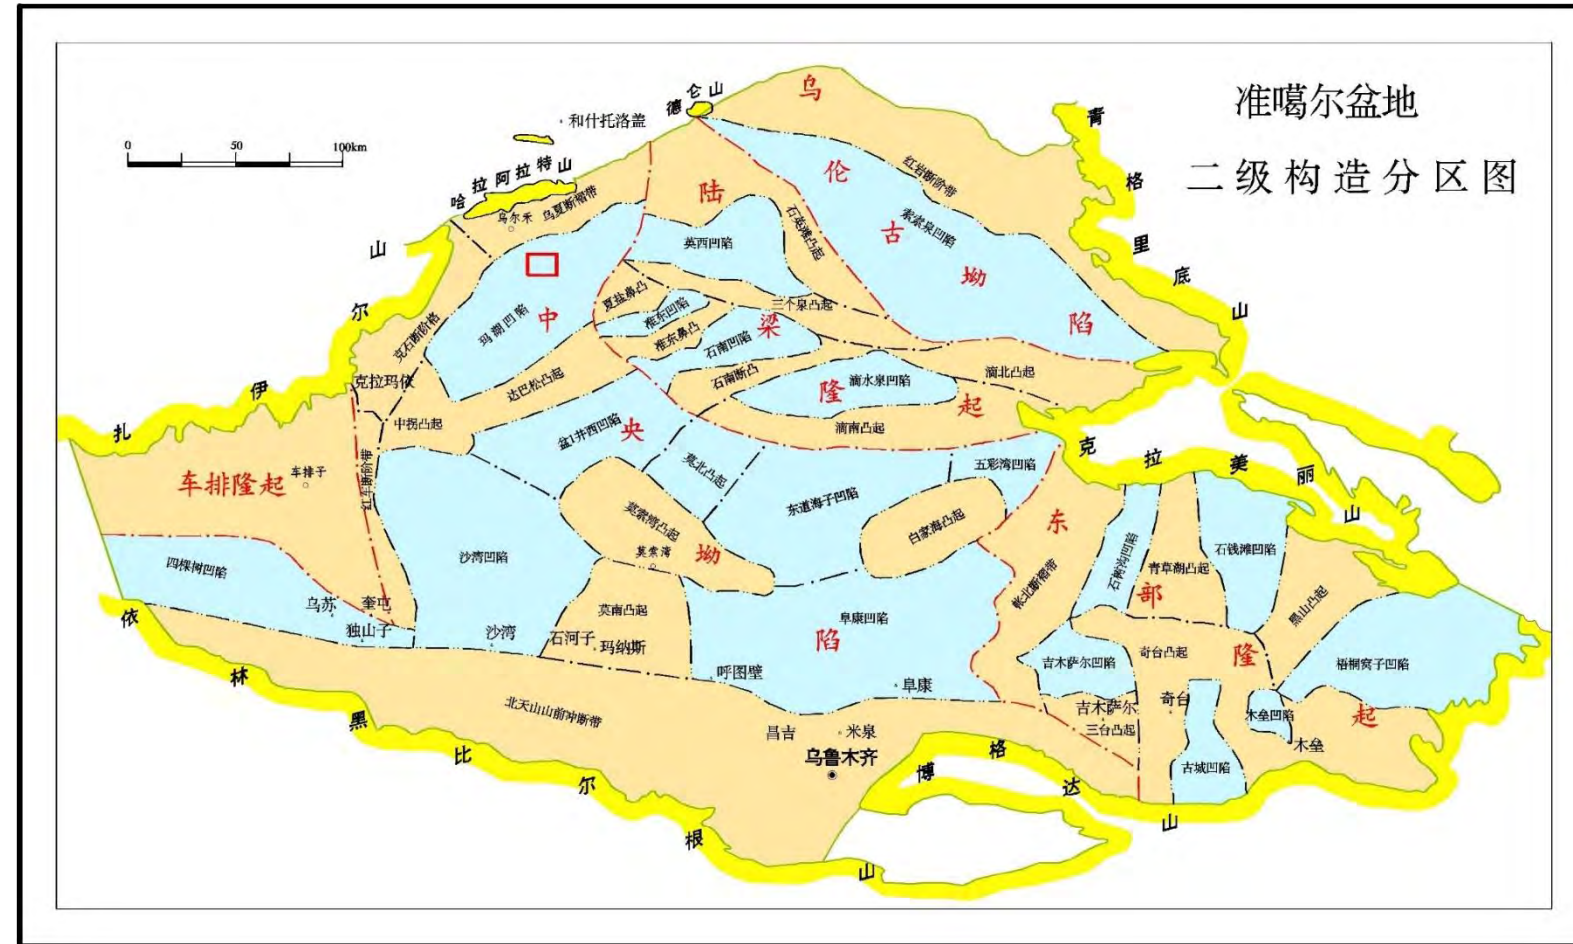 准噶尔盆地
二级构造分区图
0 50 100km
德仑山
和什托洛盖
哈拉阿拉特山
乌尔禾
乌夏断褶带
扎伊尔山
青格里底山
克拉美丽山
依林黑比尔根山
博格达山
乌伦古坳陷
红岩断阶带
索索泉凹陷
陆梁隆起
石英滩凸起
英西凹陷
三个泉凸起
夏盐鼻凸
准东凹陷
准东鼻凸
石南凹陷
石南断凸
滴水泉凹陷
滴北凸起
滴南凸起
中央坳陷
玛湖凹陷
克石断阶格
克拉玛依
达巴松凸起
中拐凸起
盆1井西凹陷
莫北凸起
五彩湾凹陷
东道海子凹陷
白家海凸起
莫索湾凸起
莫索湾
车排隆起
车排子
红车断阶带
四棵树凹陷
乌苏
奎屯
独山子
沙湾凹陷
沙湾
莫南凸起
石河子
玛纳斯
阜康凹陷
呼图壁
阜康
北天山山前冲断带
昌吉
米泉
乌鲁木齐
东部隆起
帐北断褶带
石树沟凹陷
青草湖凸起
石钱滩凹陷
黑山凸起
梧桐窝子凹陷
吉木萨尔凹陷
奇台凸起
吉木萨尔
三台凸起
奇台
木垒凹陷
木垒
古城凹陷